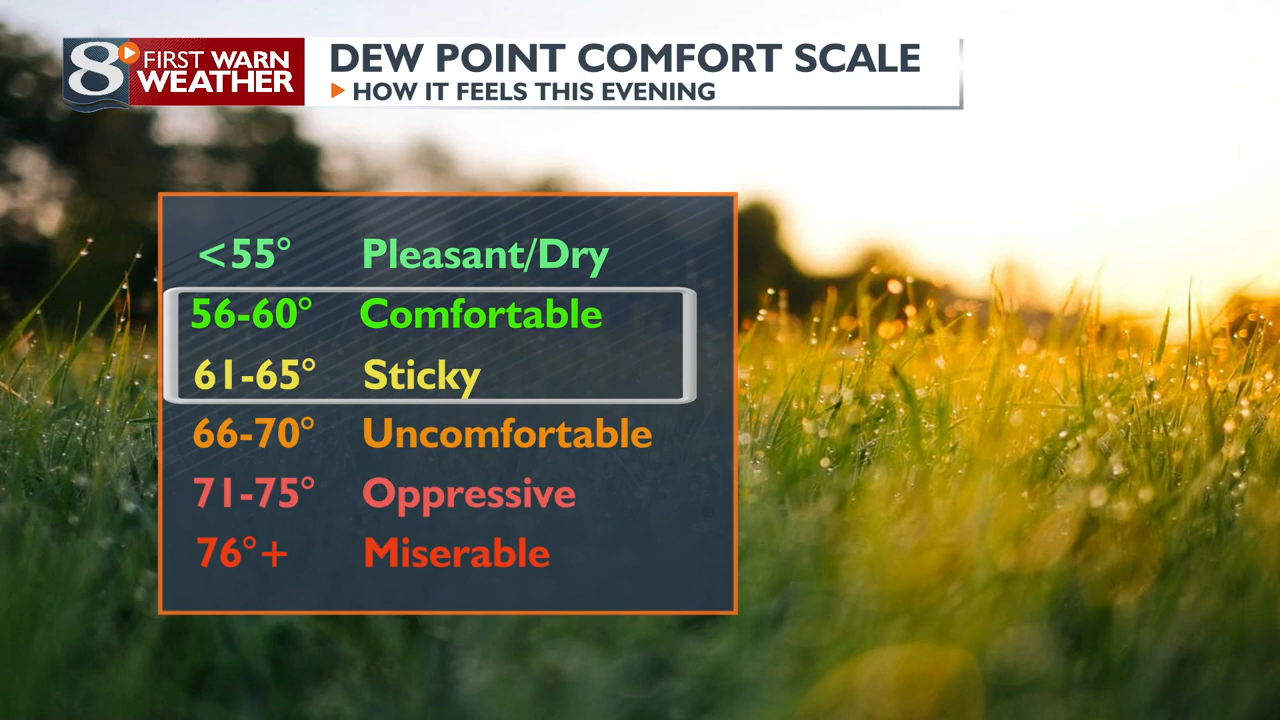 8 FIRST WARN
WEATHER
DEW POINT COMFORT SCALE
HOW IT FEELS THIS EVENING
<55° Pleasant/Dry
56-60° Comfortable
61-65° Sticky
66-70° Uncomfortable
71-75° Oppressive
76°+ Miserable